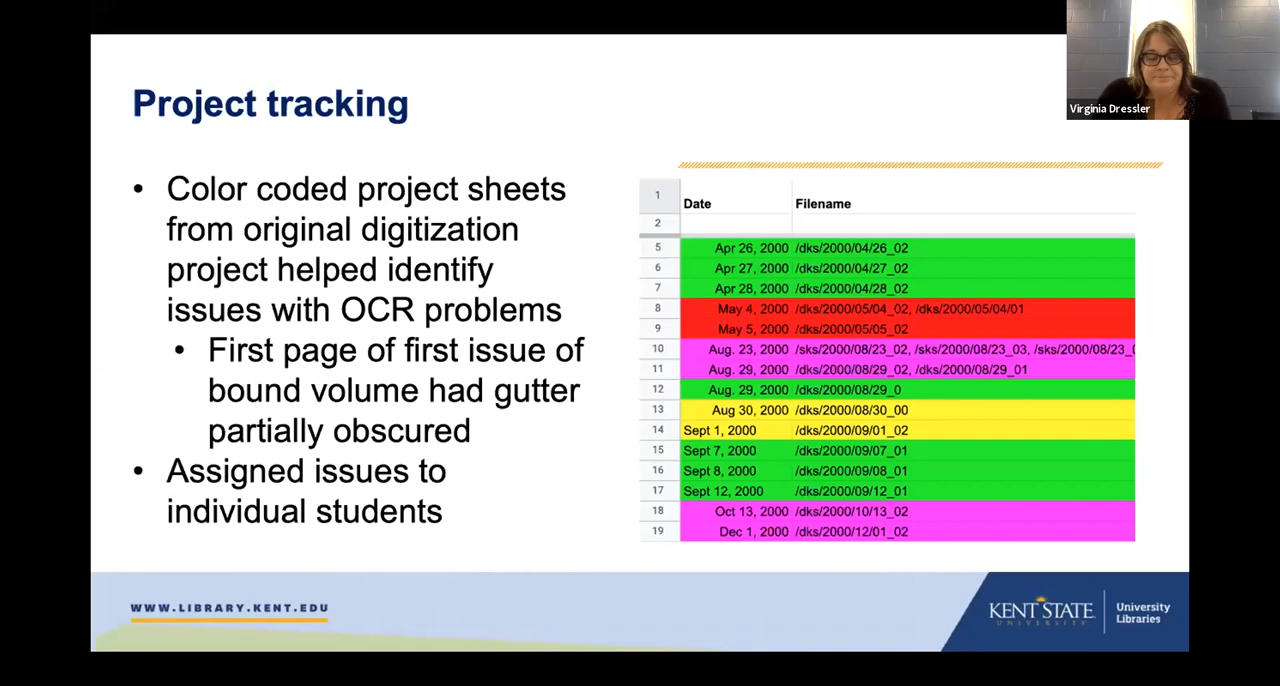 Virginia Dressler
Project tracking
• Color coded project sheets
from original digitization
project helped identify
issues with OCR problems
• First page of first issue of
bound volume had gutter
partially obscured
• Assigned issues to
individual students
1 Date Filename
2
5 Apr 26, 2000 /dks/2000/04/26_02
6 Apr 27, 2000 /dks/2000/04/27_02
7 Apr 28, 2000 /dks/2000/04/28_02
8 May 4, 2000 /dks/2000/05/04_02, /dks/2000/05/04/01
9 May 5, 2000 /dks/2000/05/05_02
10 Aug. 23, 2000 /sks/2000/08/23_02, /sks/2000/08/23_03, /sks/2000/08/23_
11 Aug. 29, 2000 /dks/2000/08/29_02, /dks/2000/08/29_01
12 Aug. 29, 2000 /dks/2000/08/29_0
13 Aug 30, 2000 /dks/2000/08/30_00
14 Sept 1, 2000 /dks/2000/09/01_02
15 Sept 7, 2000 /dks/2000/09/07_01
16 Sept 8, 2000 /dks/2000/09/08_01
17 Sept 12, 2000 /dks/2000/09/12_01
18 Oct 13, 2000 /dks/2000/10/13_02
19 Dec 1, 2000 /dks/2000/12/01_02
WWW.LIBRARY.KENT.EDU
KENT STATE
UNIVERSITY
University
Libraries